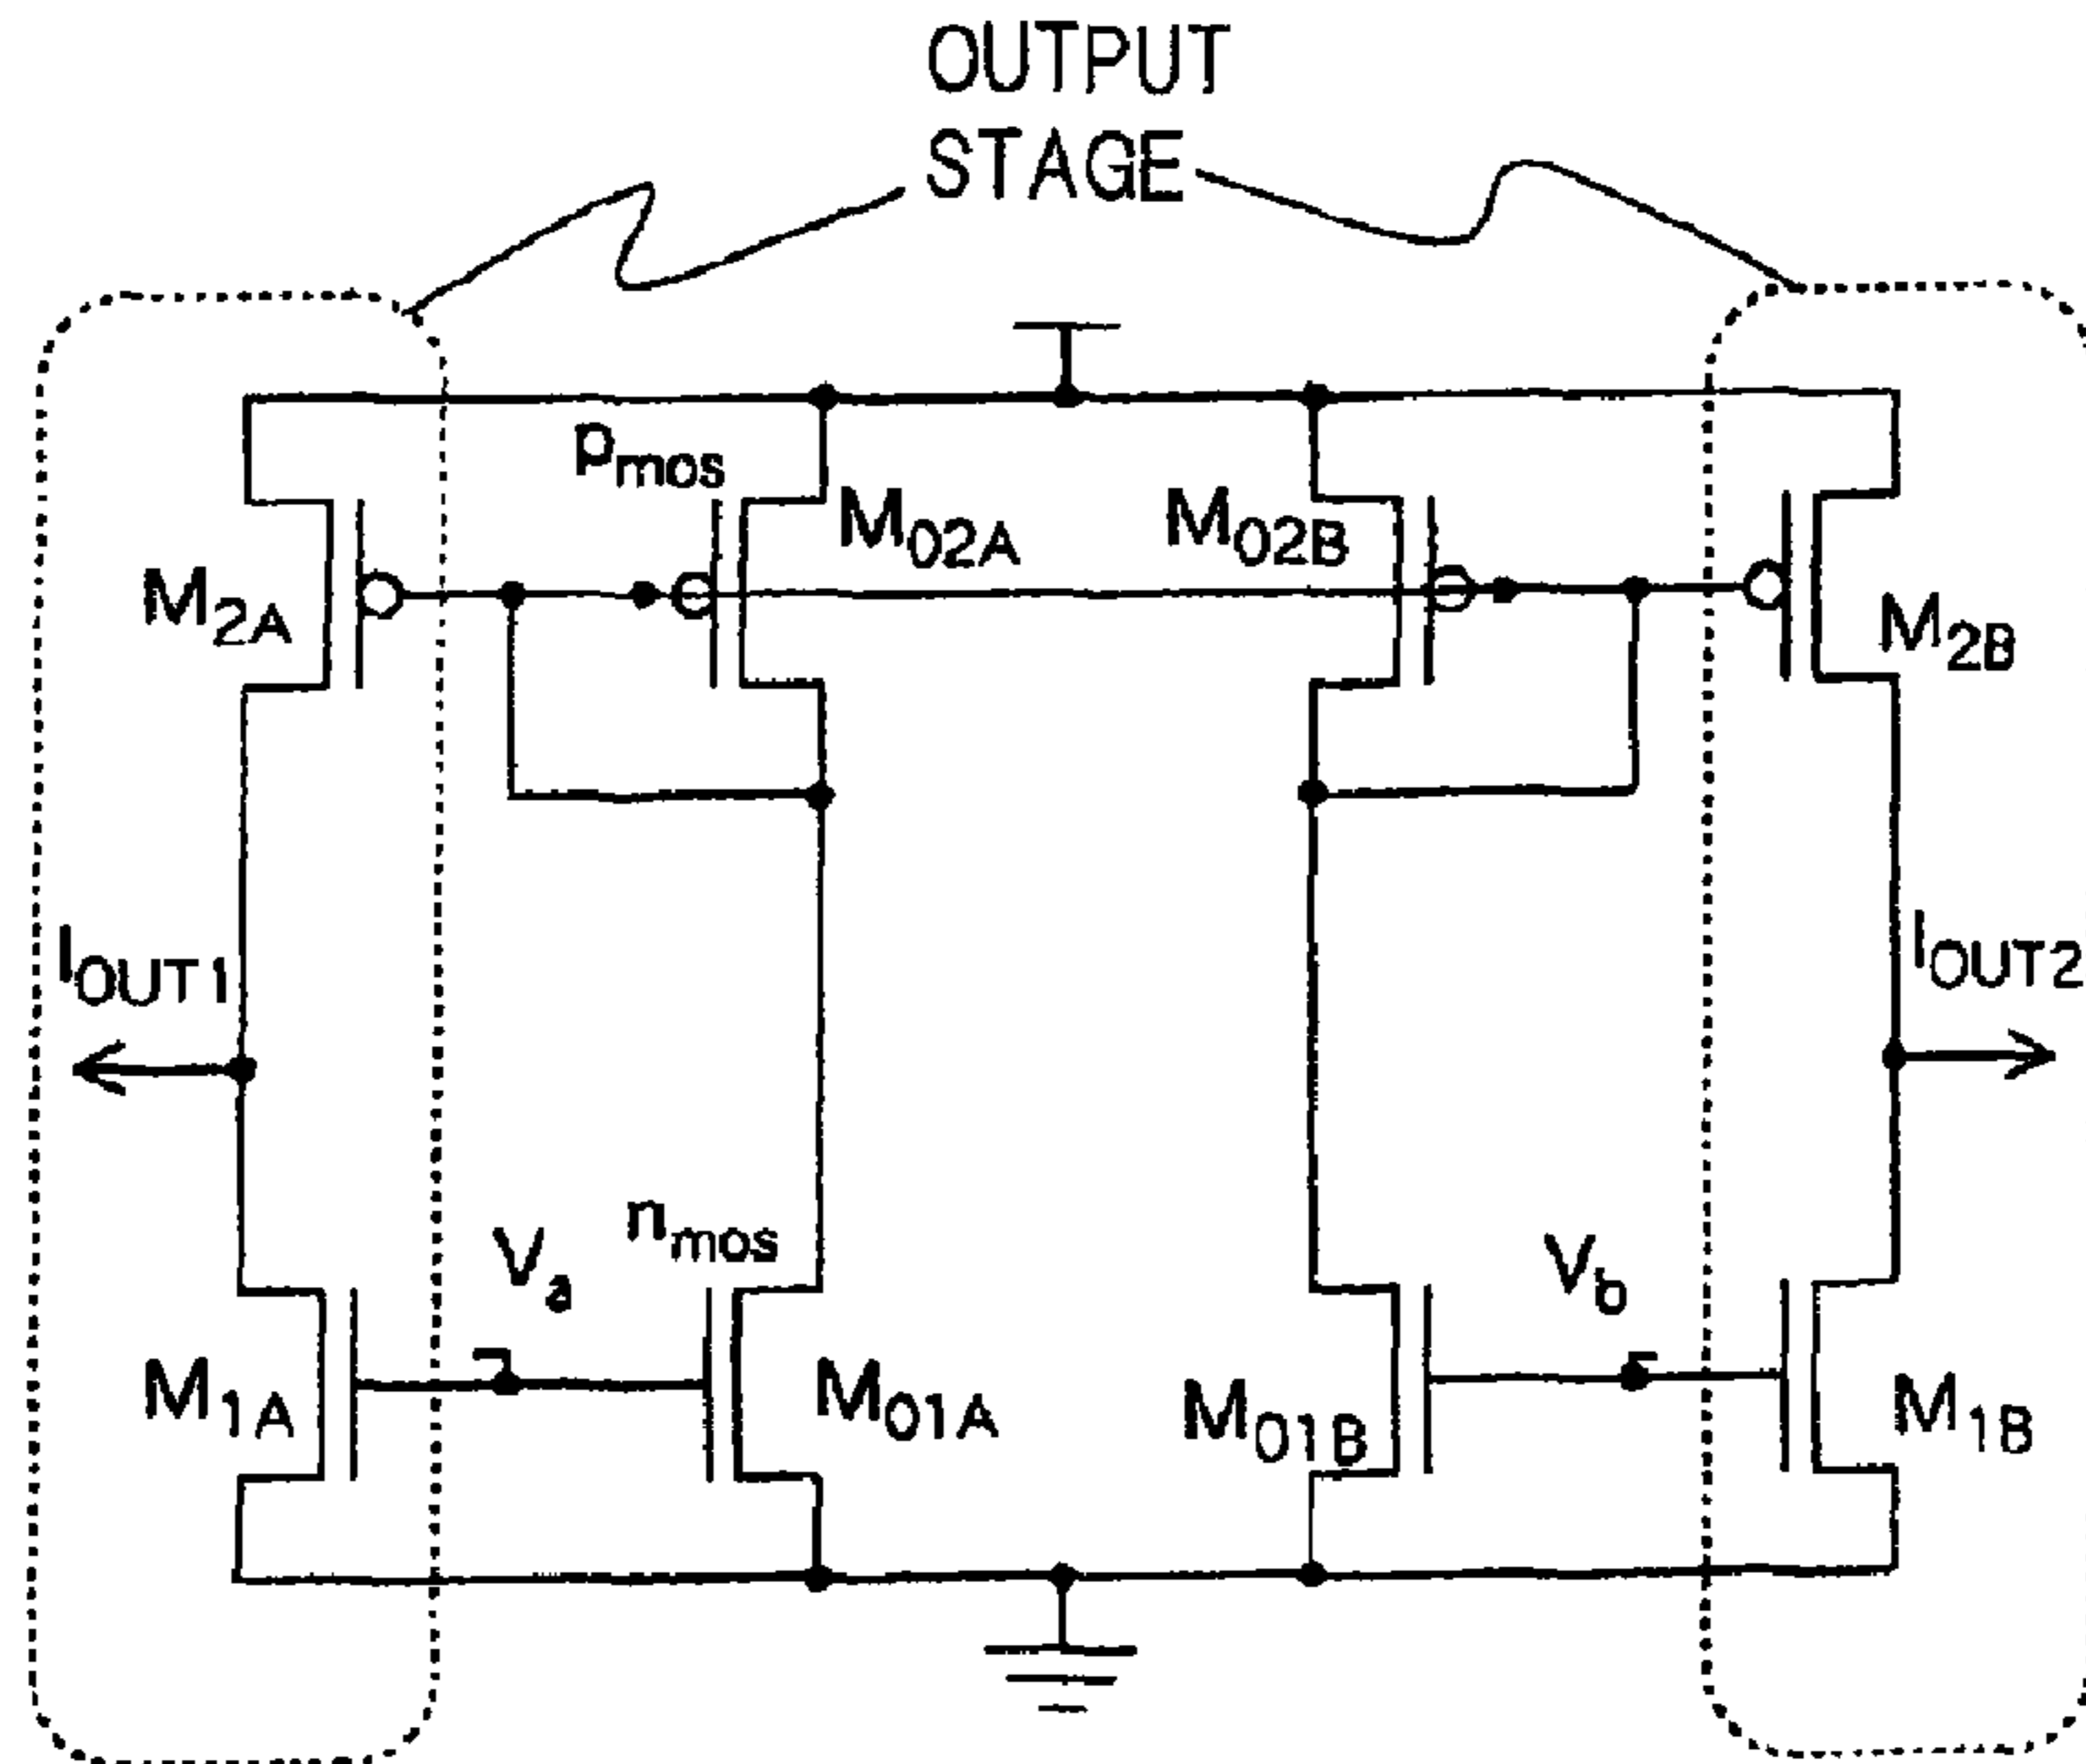 OUTPUT
STAGE
pmos
M02A
M02B
M2A
M2B
IOUT1
IOUT2
Va
nmos
Vb
M1A
M01A
M01B
M1B